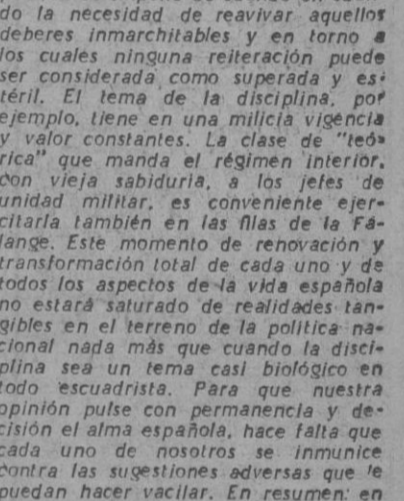 do la necesidad de reavivar aquellos
deberes inmarchitables y en torno a
los cuales ninguna reiteración puede
ser considerada como superada y es-
téril. El tema de la disciplina, por
ejemplo, tiene en una milicia vigencia
y valor constantes. La clase de "teó-
rica" que manda el régimen interior,
con vieja sabiduria, a los jefes de
unidad militar, es conveniente ejer-
citarla también en las filas de la Fa-
lange. Este momento de renovación y
transformación total de cada uno y de
todos los aspectos de la vida española
no estará saturado de realidades tan-
gibles en el terreno de la politica na-
cional nada más que cuando la disci-
plina sea un tema casi biológico en
todo escuadrista. Para que nuestra
opinión pulse con permanencia y de-
cisión el alma española, hace falta que
cada uno de nosotros se inmunice
contra las sugestiones adversas que le
puedan hacer vacilar. En resumen: en